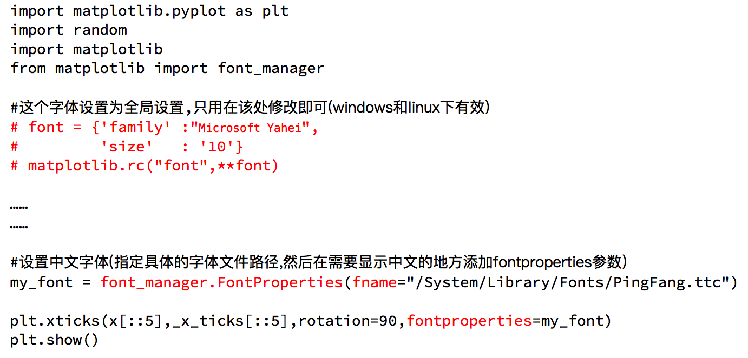 import matplotlib.pyplot as plt
import random
import matplotlib
from matplotlib import font_manager
#这个字体设置为全局设置,只用在该处修改即可(windows和linux下有效)
# font = {'family' :"Microsoft Yahei",
#         'size'   : '10'}
# matplotlib.rc("font",**font)
……
……
#设置中文字体(指定具体的字体文件路径,然后在需要显示中文的地方添加fontproperties参数)
my_font = font_manager.FontProperties(fname="/System/Library/Fonts/PingFang.ttc")
plt.xticks(x[::5],_x_ticks[::5],rotation=90,fontproperties=my_font)
plt.show()